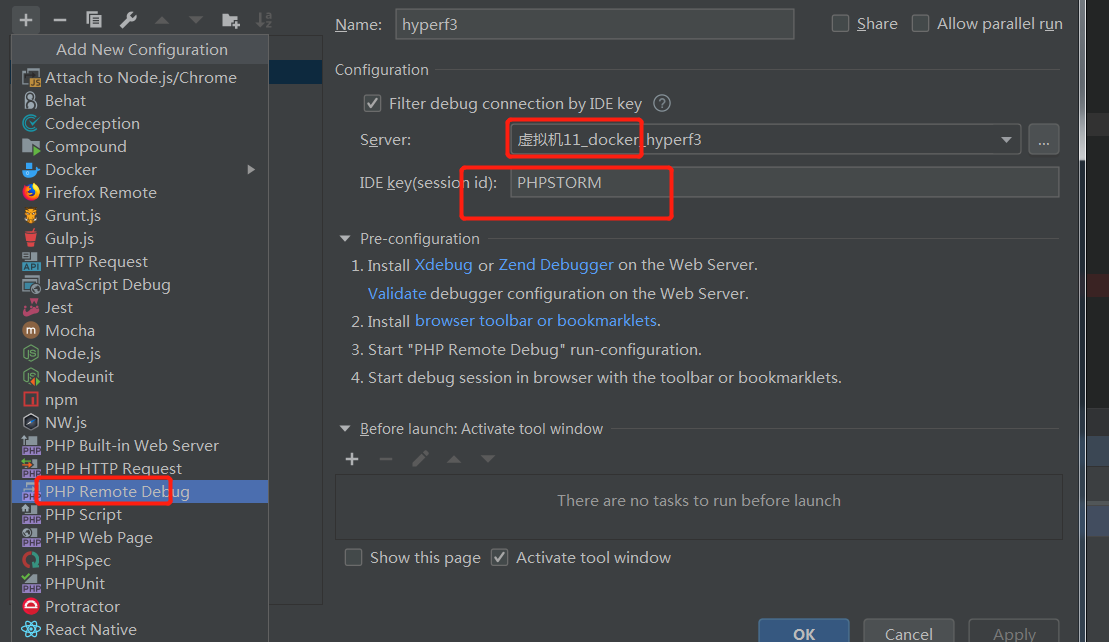 Add New Configuration
Attach to Node.js/Chrome
Behat
Codeception
Compound
Docker
Firefox Remote
Grunt.js
Gulp.js
HTTP Request
JavaScript Debug
Jest
Mocha
Node.js
Nodeunit
npm
NW.js
PHP Built-in Web Server
PHP HTTP Request
PHP Remote Debug
PHP Script
PHP Web Page
PHPSpec
PHPUnit
Protractor
React Native
Name: hyperf3 Share Allow parallel run
Configuration
Filter debug connection by IDE key ?
Server: 虚拟机11_docker_hyperf3 ...
IDE key(session id): PHPSTORM
Pre-configuration
1. Install Xdebug or Zend Debugger on the Web Server.
Validate debugger configuration on the Web Server.
2. Install browser toolbar or bookmarklets.
3. Start "PHP Remote Debug" run-configuration.
4. Start debug session in browser with the toolbar or bookmarklets.
Before launch: Activate tool window
There are no tasks to run before launch
Show this page Activate tool window
OK Cancel Apply